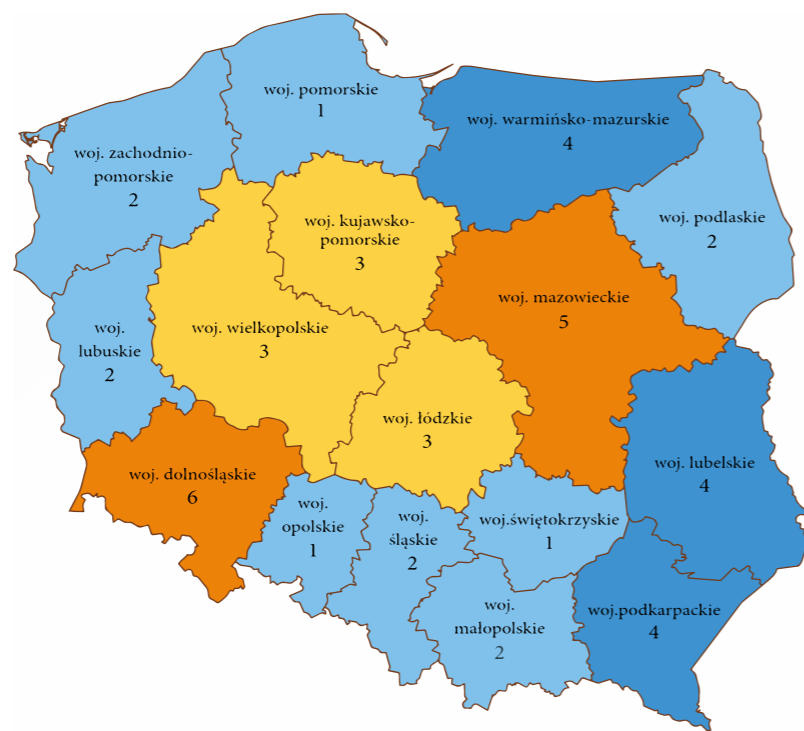 woj. pomorskie
1
woj. warmińsko-mazurskie
4
woj. zachodnio-
pomorskie
2
woj. kujawsko-
pomorskie
3
woj. podlaskie
2
woj. mazowieckie
5
woj. wielkopolskie
3
woj.
lubuskie
2
woj. łódzkie
3
woj. dolnośląskie
6
woj. lubelskie
4
woj.
opolskie
1
woj.
śląskie
2
woj.świętokrzyskie
1
woj.
małopolskie
2
woj.podkarpackie
4